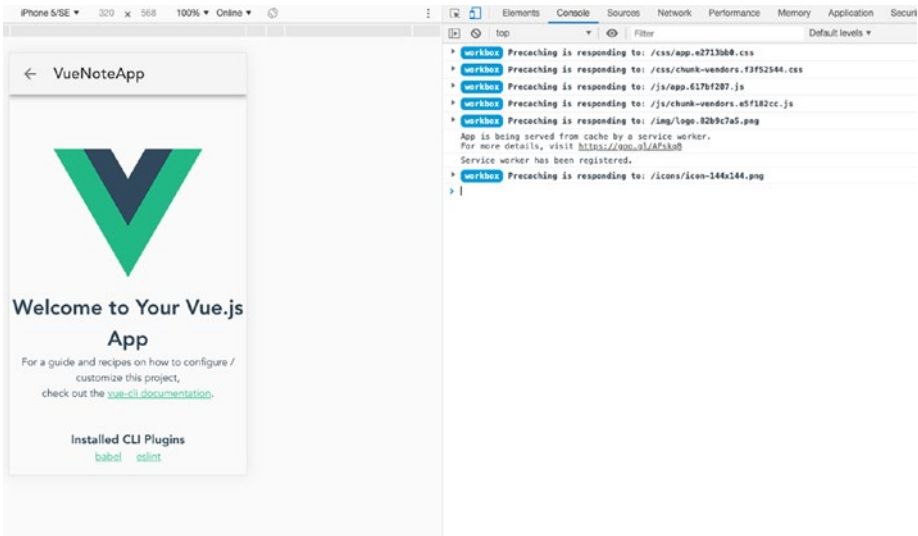 iPhone 5/SE ▼ 320 x 568 100% ▼ Online ▼
VueNoteApp
Welcome to Your Vue.js
App
For a guide and recipes on how to configure /
customize this project,
check out the vue-cli documentation.
Installed CLI Plugins
babel eslint
Elements Console Sources Network Performance Memory Application Securi
top ▼ Filter Default levels ▼
workbox Precaching is responding to: /css/app.e2713bb0.css
workbox Precaching is responding to: /css/chunk-vendors.f3f52544.css
workbox Precaching is responding to: /js/app.617bf207.js
workbox Precaching is responding to: /js/chunk-vendors.e5f182cc.js
workbox Precaching is responding to: /img/logo.82b9c7a5.png
App is being served from cache by a service worker.
For more details, visit https://goo.gl/AFskqB
Service worker has been registered.
workbox Precaching is responding to: /icons/icon-144x144.png